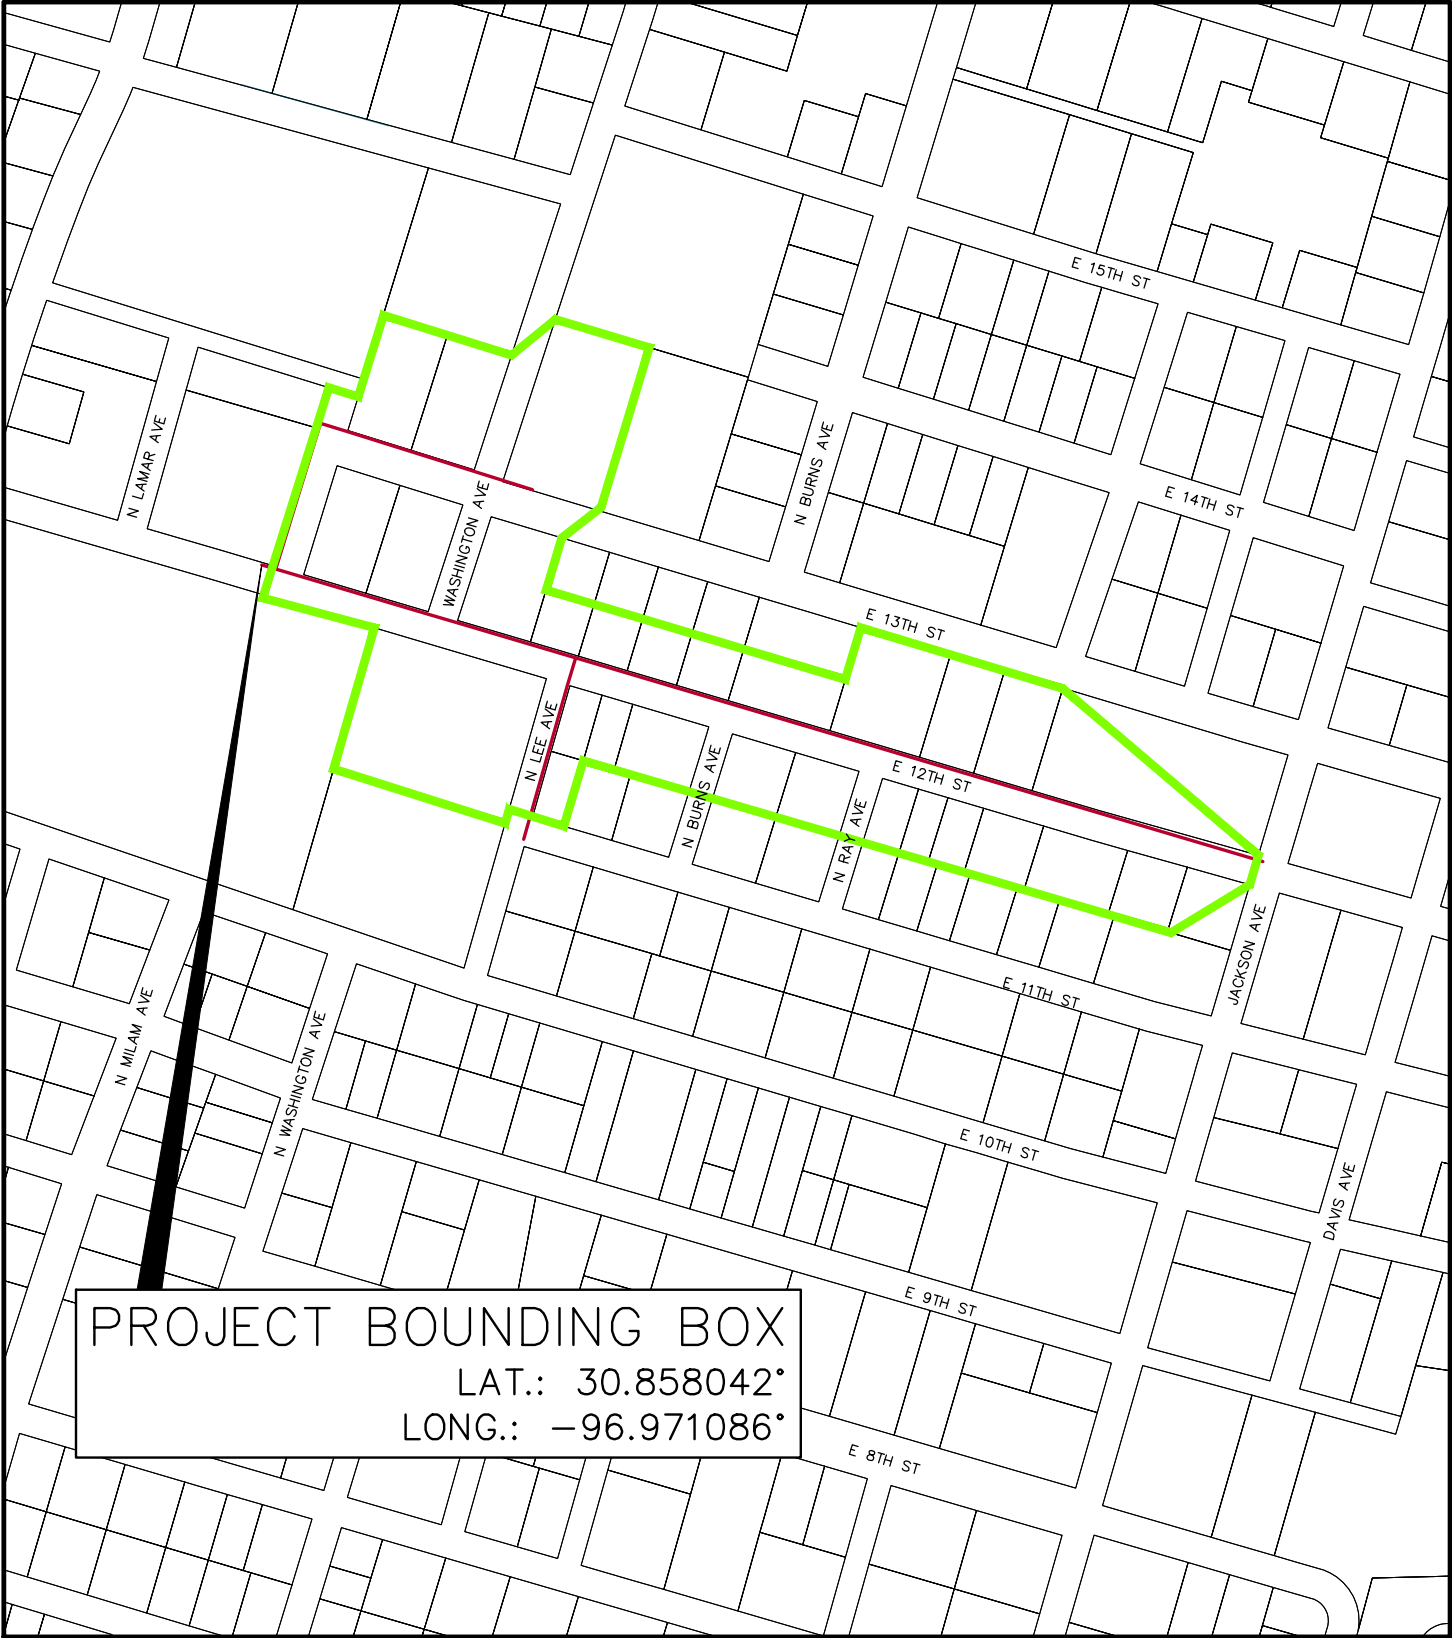 E 15TH ST
N LAMAR AVE
N BURNS AVE
WASHINGTON AVE
E 14TH ST
E 13TH ST
N LEE AVE
E 12TH ST
N BURNS AVE
N RAY AVE
JACKSON AVE
E 11TH ST
N MILAM AVE
N WASHINGTON AVE
E 10TH ST
DAVIS AVE
E 9TH ST
PROJECT BOUNDING BOX
LAT.: 30.858042°
LONG.: −96.971086°
E 8TH ST